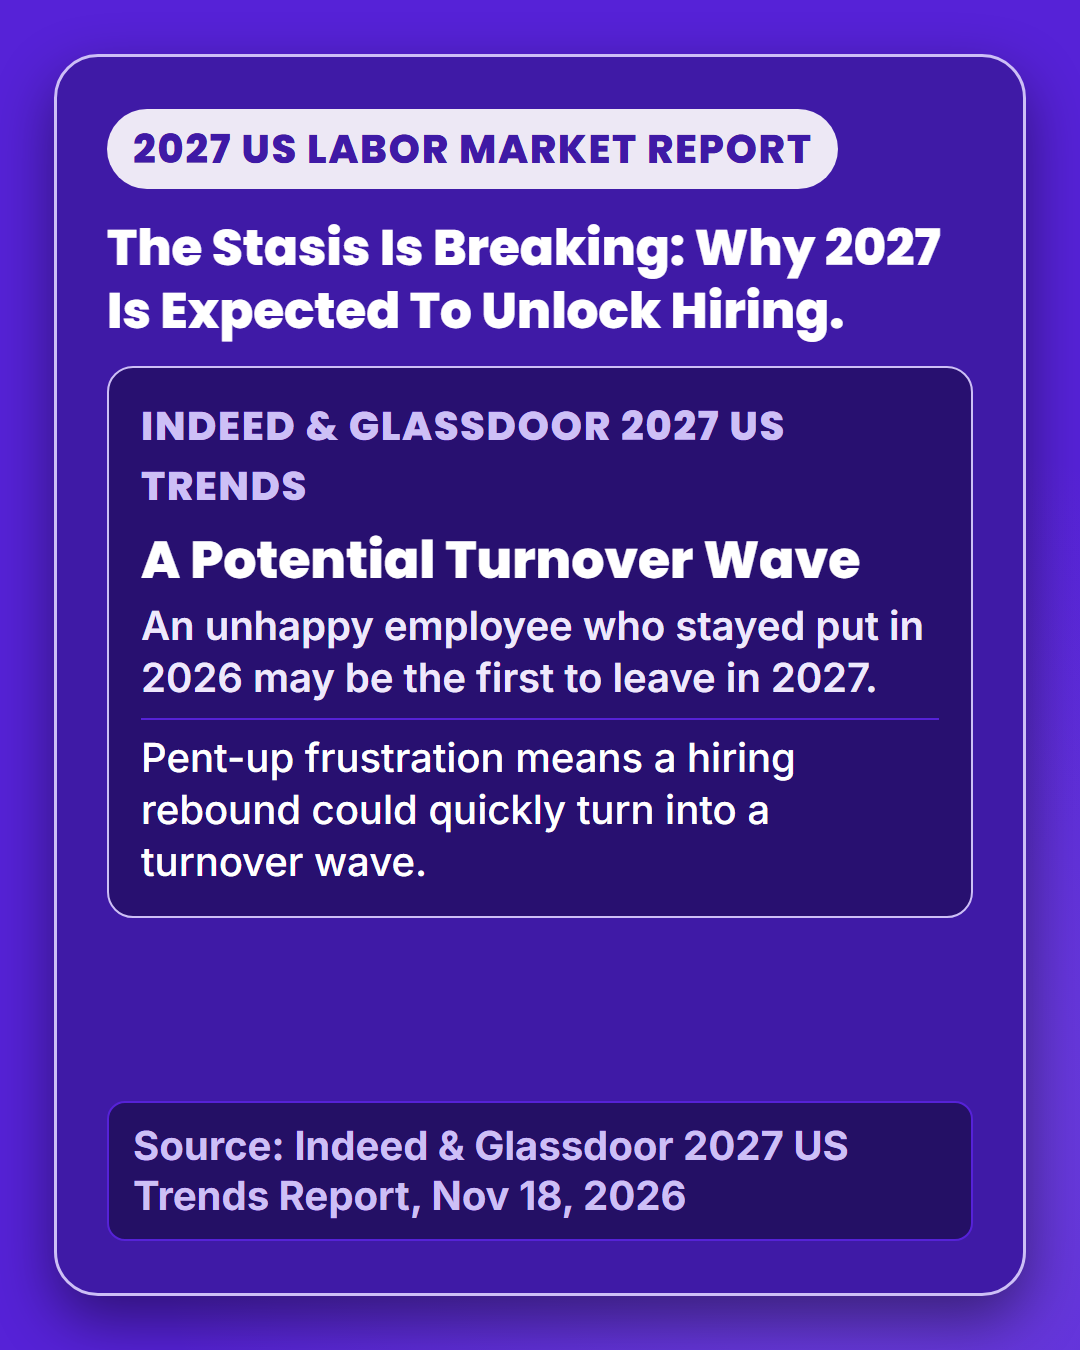 2027 US LABOR MARKET REPORT
The Stasis Is Breaking: Why 2027
Is Expected To Unlock Hiring.
INDEED & GLASSDOOR 2027 US
TRENDS
A Potential Turnover Wave
An unhappy employee who stayed put in
2026 may be the first to leave in 2027.
Pent-up frustration means a hiring
rebound could quickly turn into a
turnover wave.
Source: Indeed & Glassdoor 2027 US
Trends Report, Nov 18, 2026